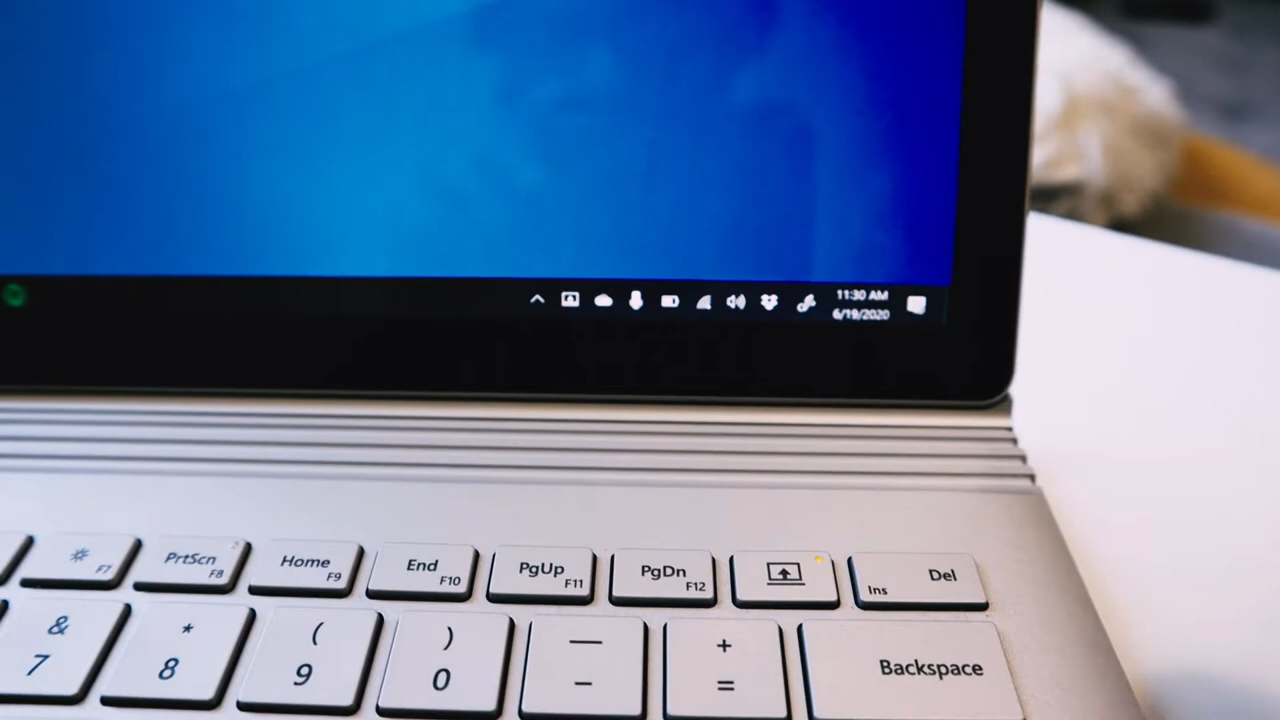 11:30 AM
6/19/2020
F7
PrtScn F8
Home F9
End F10
PgUp F11
PgDn F12
Ins Del
& 7
* 8
( 9
) 0
— -
+ =
Backspace